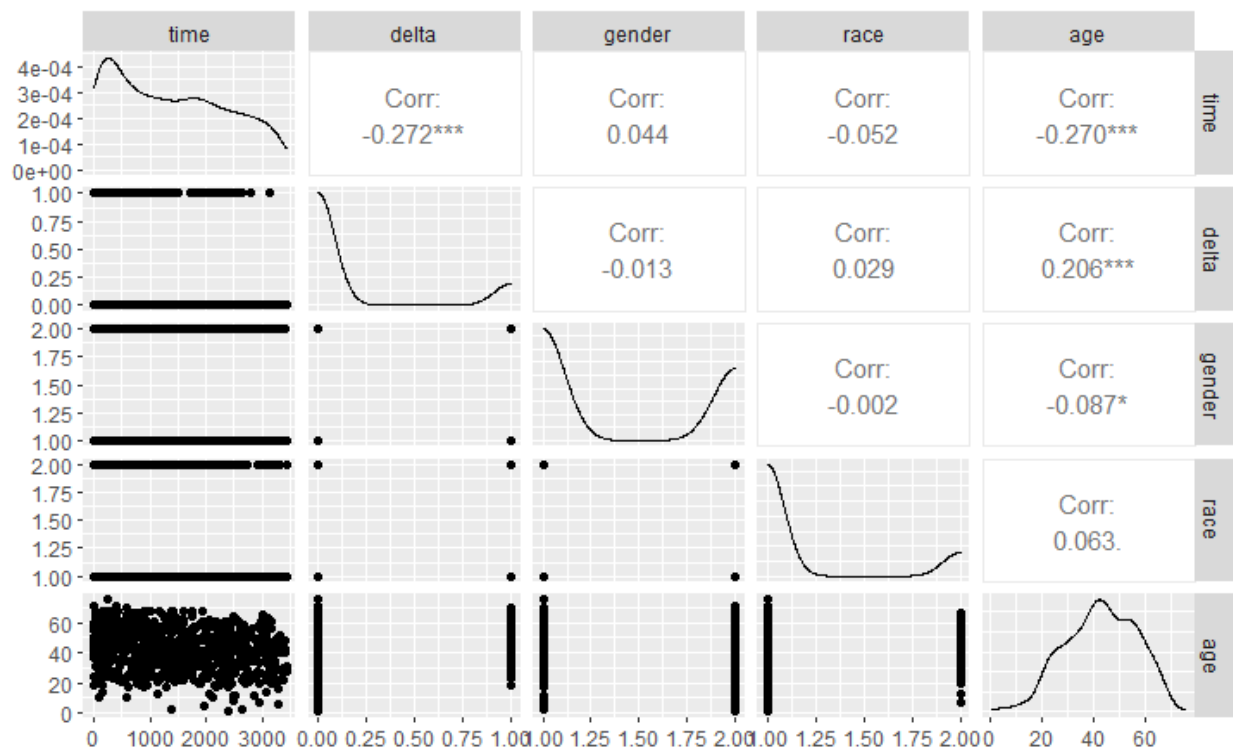 time delta gender race age
4e-04
3e-04
2e-04
1e-04
0e+00
Corr:
-0.272***
Corr:
0.044
Corr:
-0.052
Corr:
-0.270***
time
1.00
0.75
0.50
0.25
0.00
Corr:
-0.013
Corr:
0.029
Corr:
0.206***
delta
2.00
1.75
1.50
1.25
1.00
Corr:
-0.002
Corr:
-0.087*
gender
2.00
1.75
1.50
1.25
1.00
Corr:
0.063.
race
60
40
20
0
age
0 1000 2000 3000 0.00 0.25 0.50 0.75 1.00 1.00 1.25 1.50 1.75 2.00 1.00 1.25 1.50 1.75 2.00 0 20 40 60